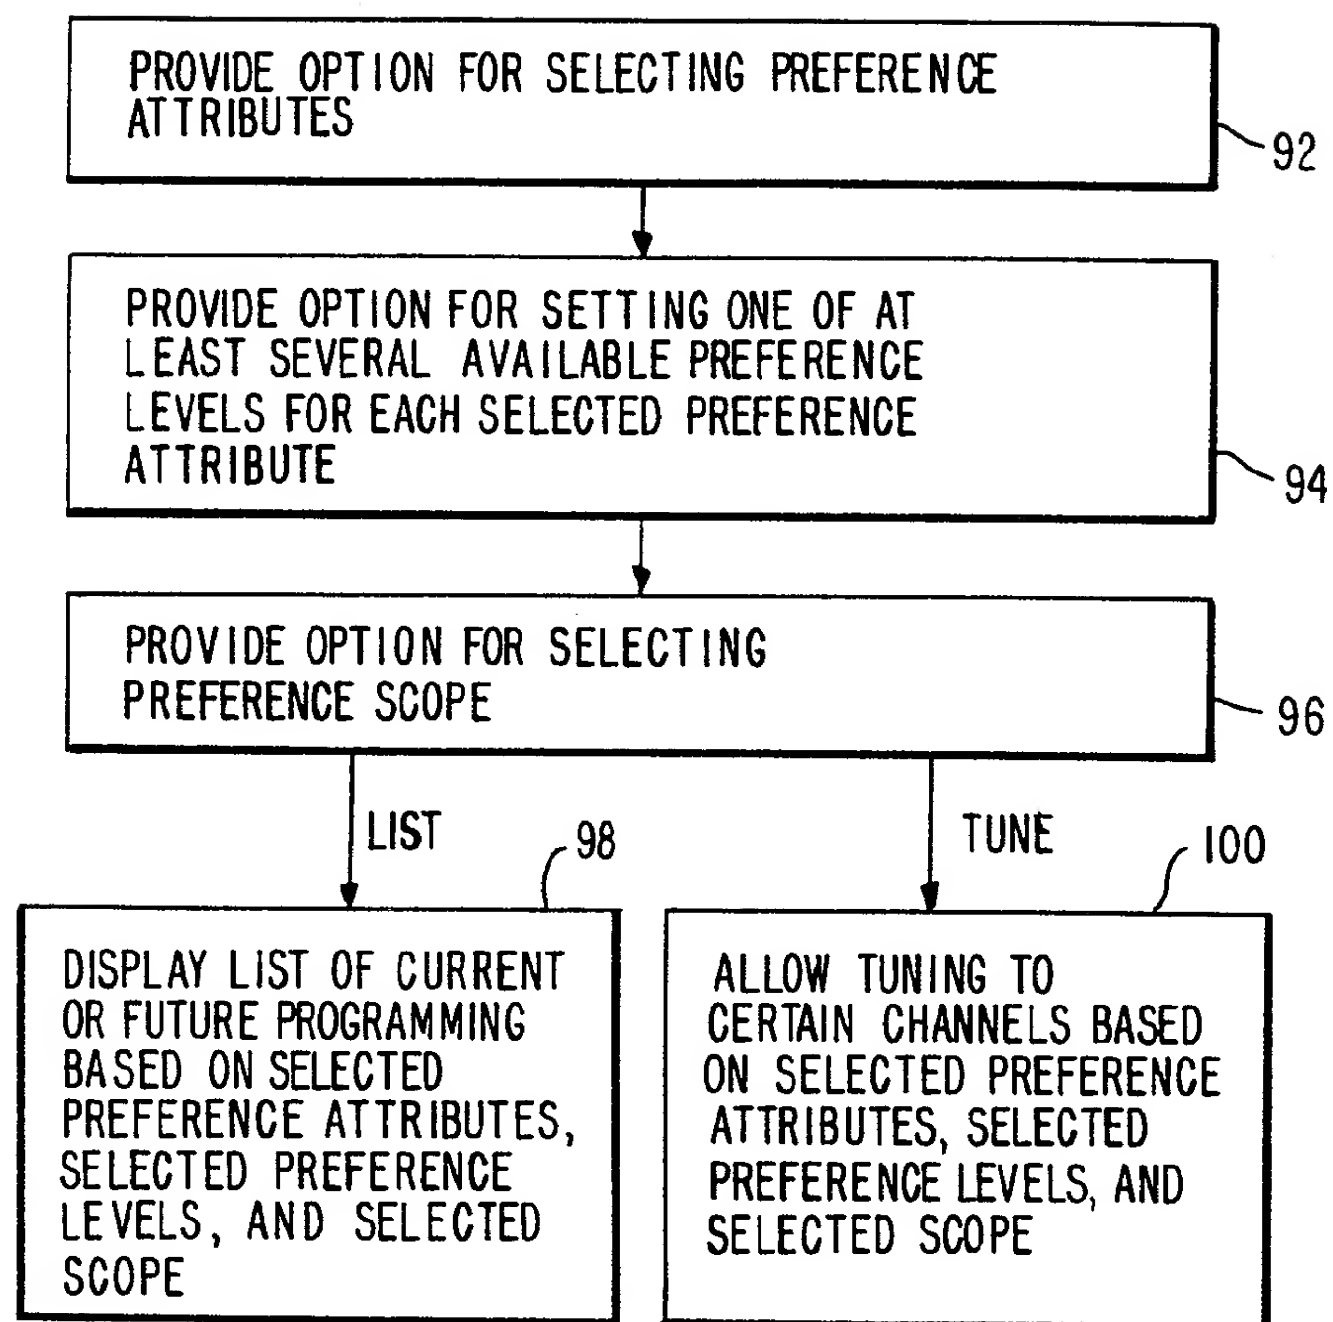 PROVIDE OPTION FOR SELECTING PREFERENCE
ATTRIBUTES
92
PROVIDE OPTION FOR SETTING ONE OF AT
LEAST SEVERAL AVAILABLE PREFERENCE
LEVELS FOR EACH SELECTED PREFERENCE
ATTRIBUTE
94
PROVIDE OPTION FOR SELECTING
PREFERENCE SCOPE
96
LIST
98
DISPLAY LIST OF CURRENT
OR FUTURE PROGRAMMING
BASED ON SELECTED
PREFERENCE ATTRIBUTES,
SELECTED PREFERENCE
LEVELS, AND SELECTED
SCOPE
TUNE
100
ALLOW TUNING TO
CERTAIN CHANNELS BASED
ON SELECTED PREFERENCE
ATTRIBUTES, SELECTED
PREFERENCE LEVELS, AND
SELECTED SCOPE